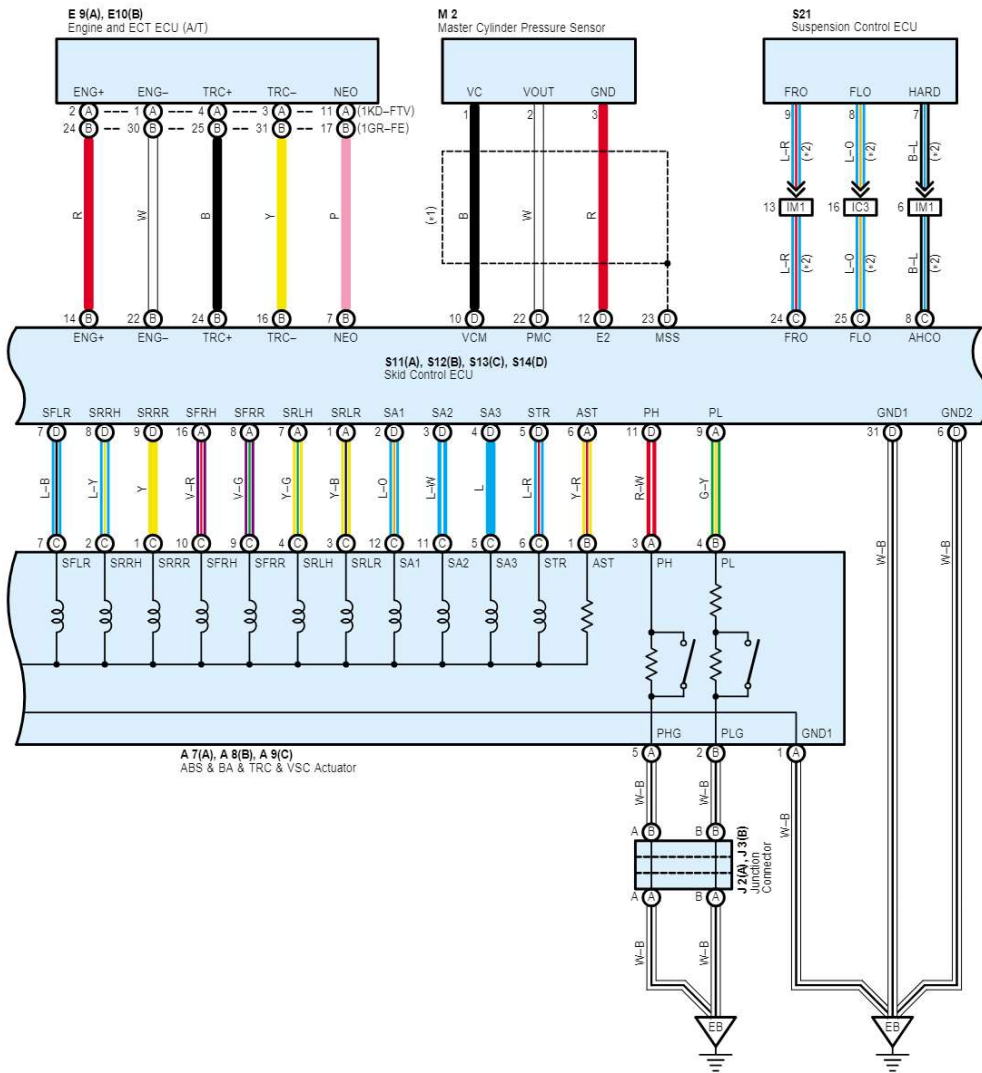 E 9(A), E10(B)
Engine and ECT ECU (A/T)
M 2
Master Cylinder Pressure Sensor
S21
Suspension Control ECU
ENG+ ENG– TRC+ TRC– NEO
VC VOUT GND
FRO FLO HARD
2 A 1 A 4 A 3 A 11 A (1KD–FTV)
24 B 30 B 25 B 31 B 17 B (1GR–FE)
1 2 3
9 8 7
L–R (∗2) L–O (∗2) B–L (∗2)
13 IM1 16 IC3 6 IM1
R W B Y P
(∗1) B W R
L–R (∗2) L–O (∗2) B–L (∗2)
14 B 22 B 24 B 16 B 7 B
10 D 22 D 12 D 23 D
24 C 25 C 8 C
ENG+ ENG– TRC+ TRC– NEO
VCM PMC E2 MSS
FRO FLO AHCO
S11(A), S12(B), S13(C), S14(D)
Skid Control ECU
SFLR SRRH SRRR SFRH SFRR SRLH SRLR SA1 SA2 SA3 STR AST PH PL GND1 GND2
7 D 8 D 9 D 16 A 8 A 7 A 1 A 2 D 3 D 4 D 5 D 6 A 11 D 9 A 31 D 6 D
L–B L–Y Y V–R V–G Y–G Y–B L–O L–W L L–R Y–R R–W G–Y
7 C 2 C 1 C 10 C 9 C 4 C 3 C 12 C 11 C 5 C 6 C 1 B 3 A 4 B
W–B W–B
SFLR SRRH SRRR SFRH SFRR SRLH SRLR SA1 SA2 SA3 STR AST PH PL
PHG PLG GND1
A 7(A), A 8(B), A 9(C)
ABS & BA & TRC & VSC Actuator
5 A 2 B 1 A
W–B W–B W–B
A B B B
J 2(A), J 3(B)
Junction
Connector
A A B A
W–B W–B
EB EB